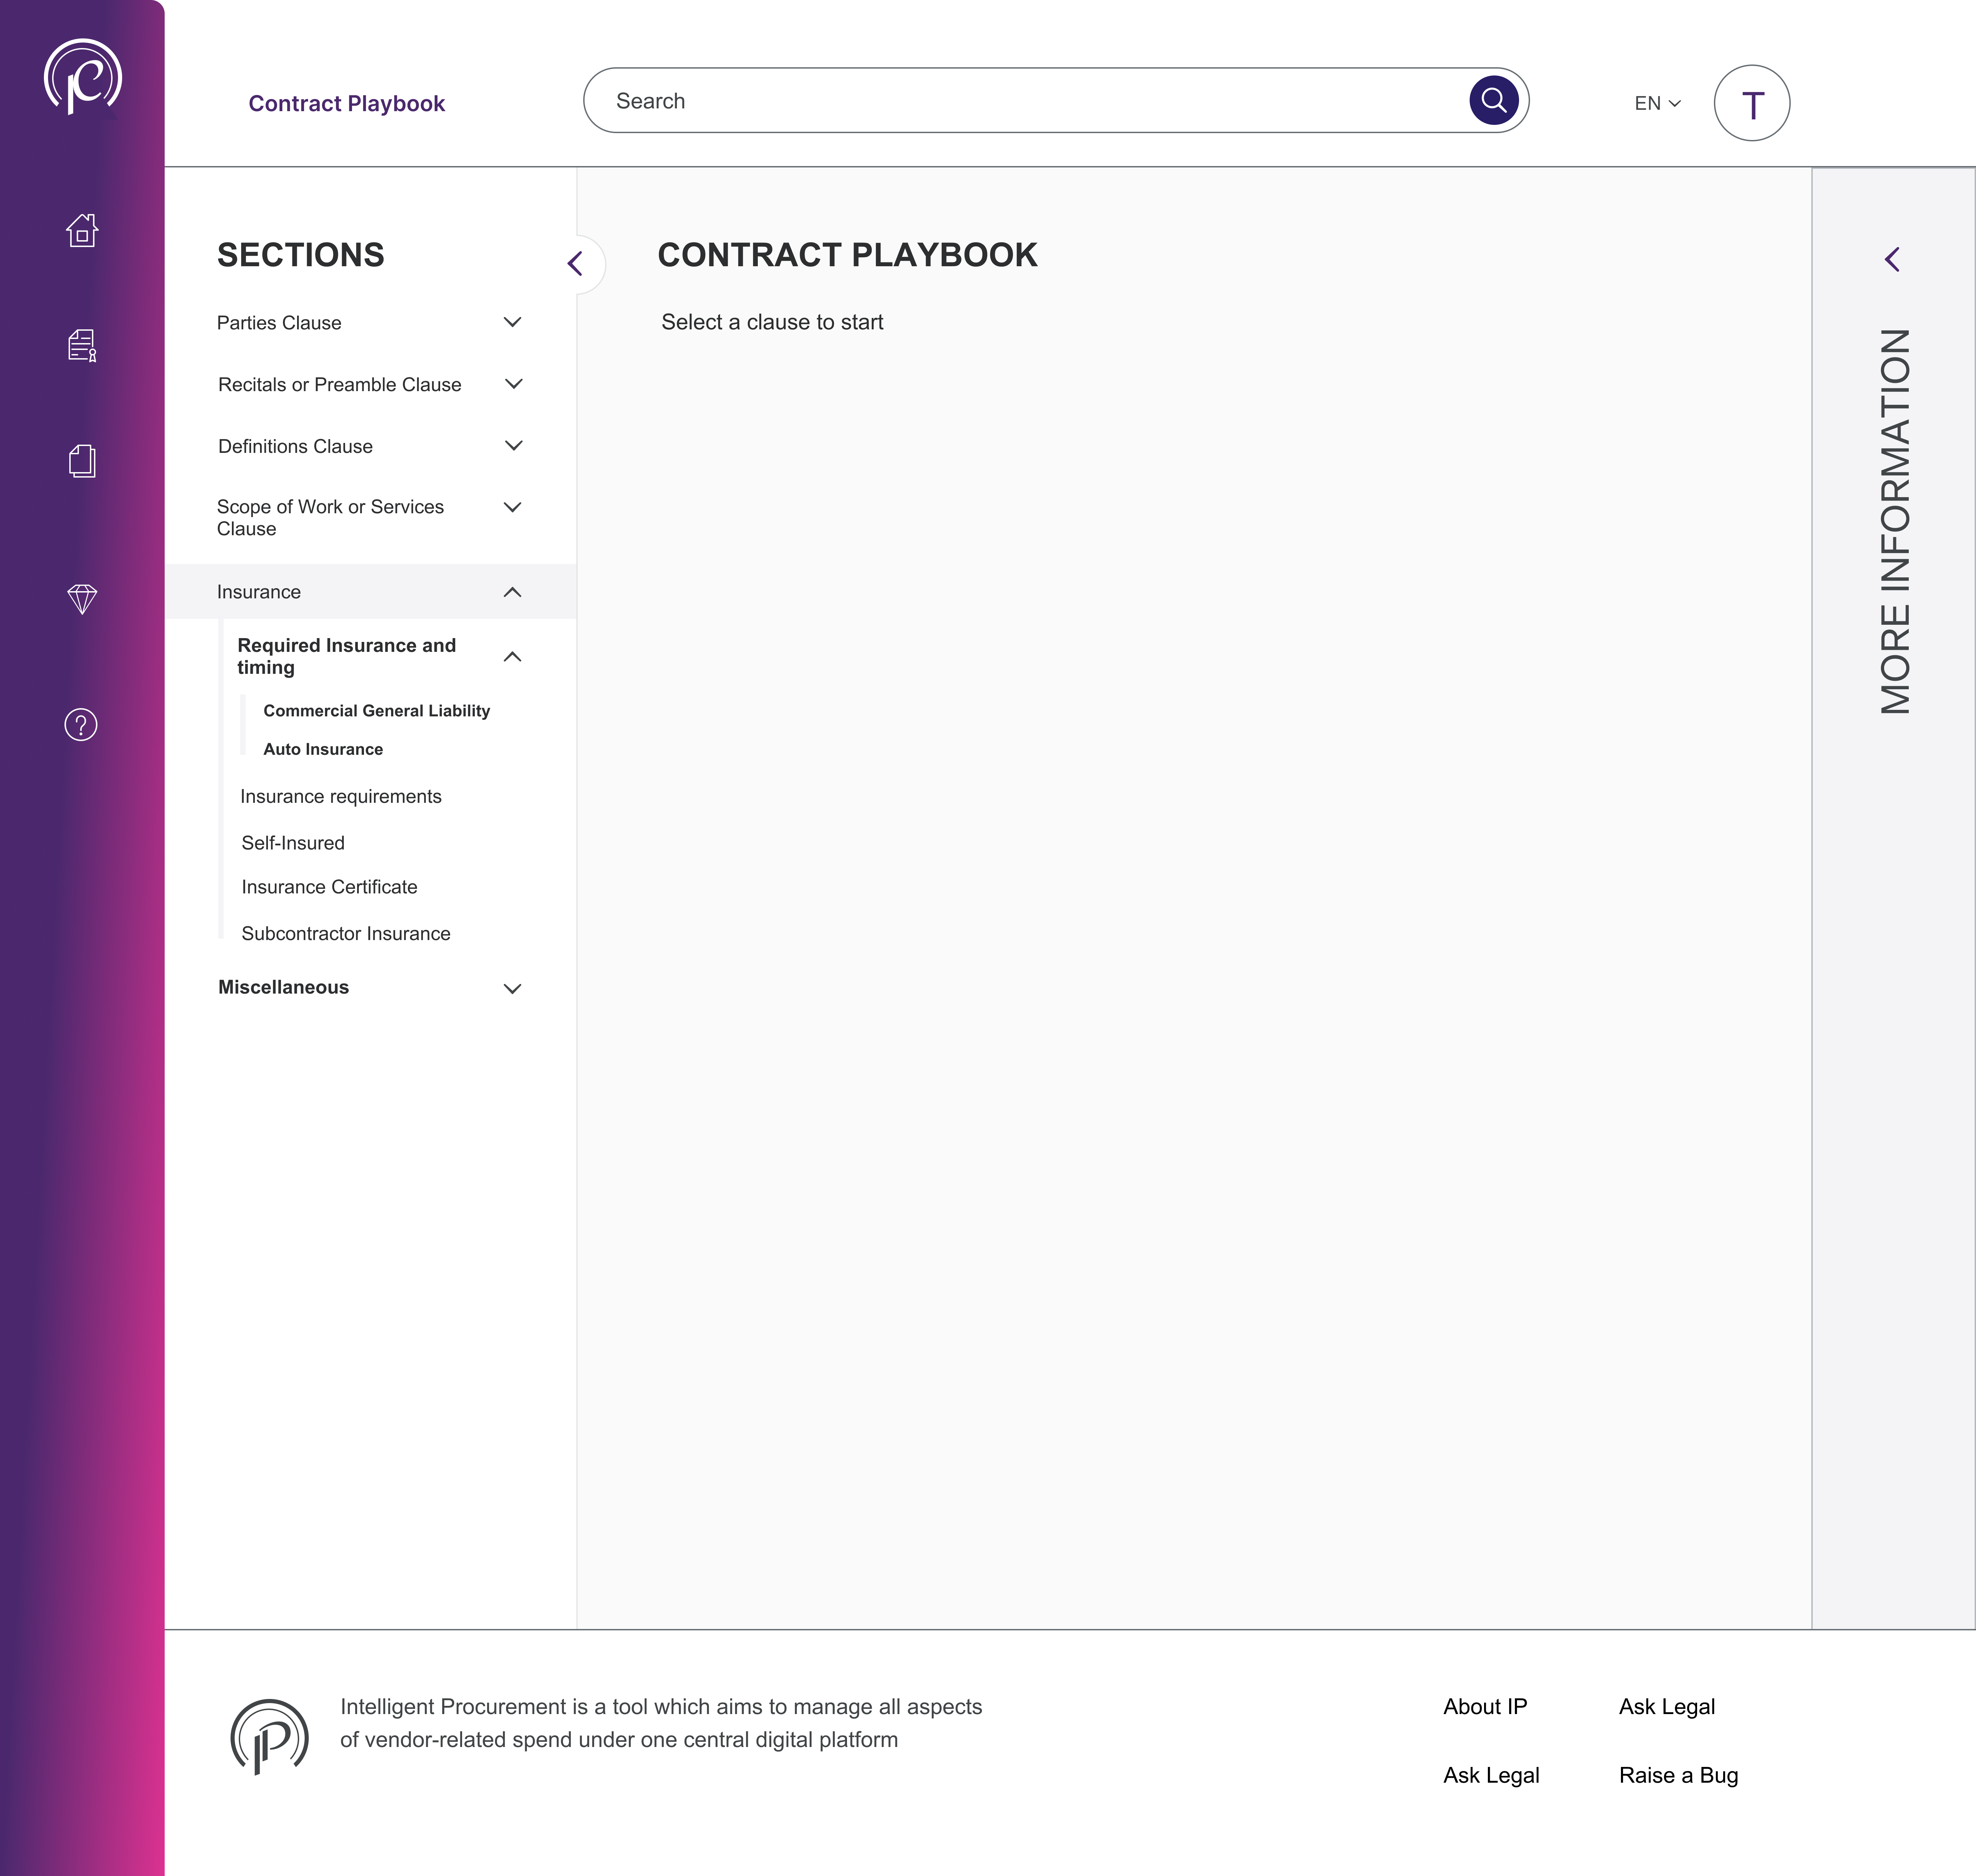 Contract Playbook
Search
EN
T
SECTIONS
Parties Clause
Recitals or Preamble Clause
Definitions Clause
Scope of Work or Services
Clause
Insurance
Required Insurance and
timing
Commercial General Liability
Auto Insurance
Insurance requirements
Self-Insured
Insurance Certificate
Subcontractor Insurance
Miscellaneous
CONTRACT PLAYBOOK
Select a clause to start
MORE INFORMATION
Intelligent Procurement is a tool which aims to manage all aspects
of vendor-related spend under one central digital platform
About IP
Ask Legal
Ask Legal
Raise a Bug